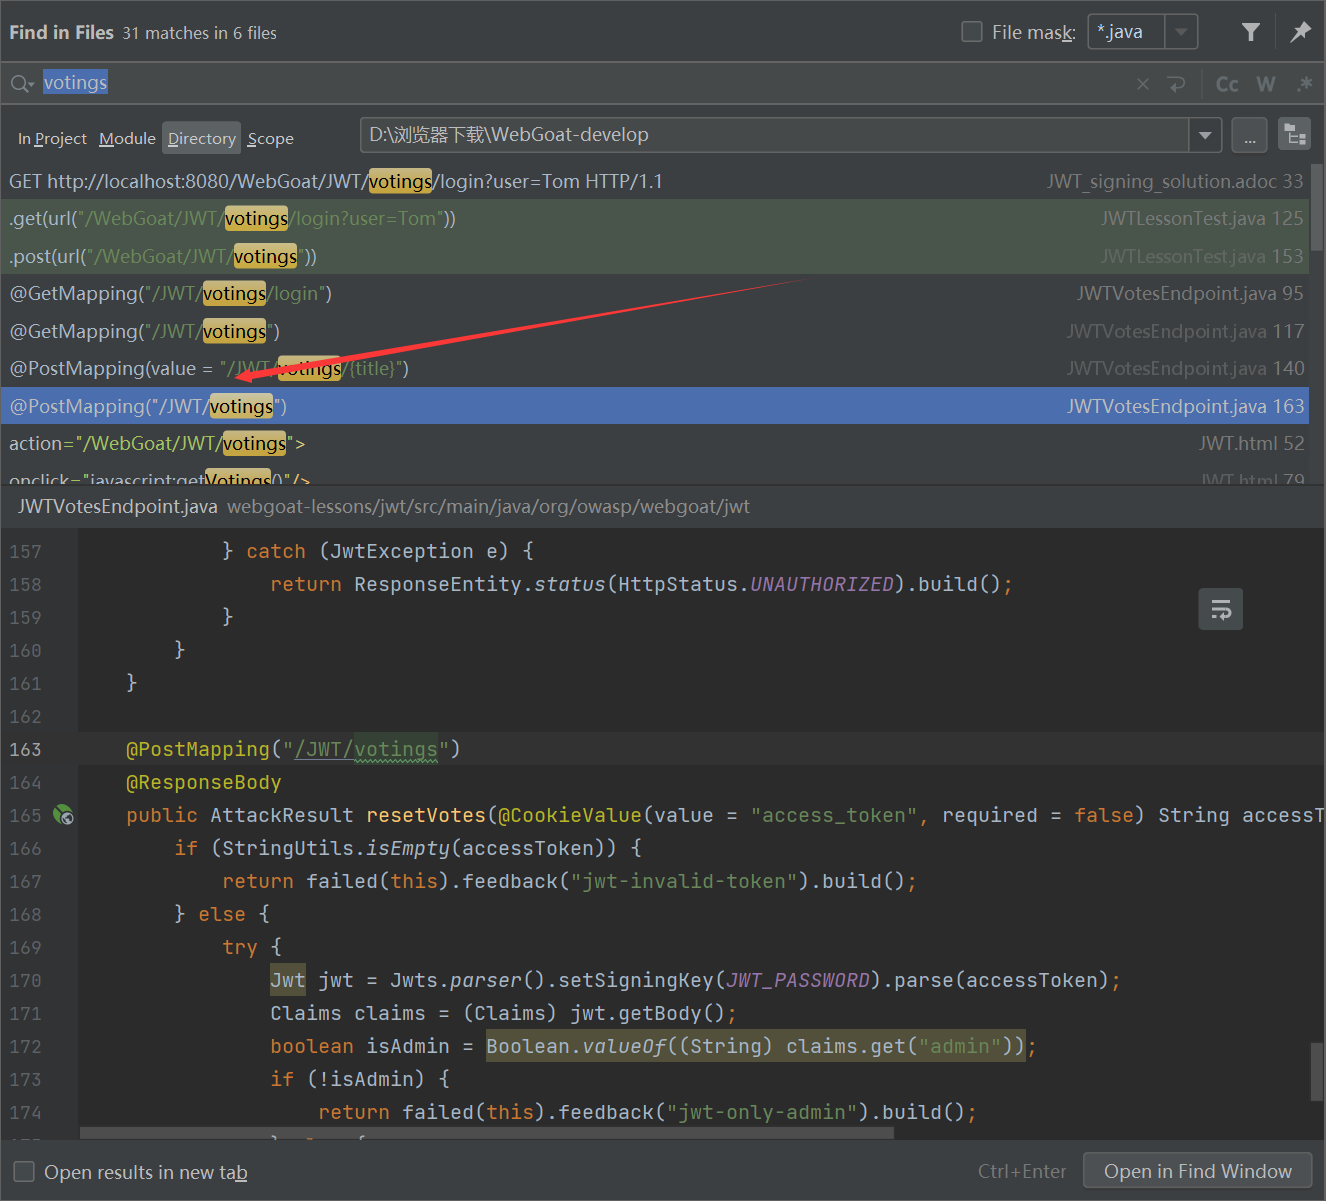 Find in Files 31 matches in 6 files File mask: *.java
votings Cc W .*
In Project Module Directory Scope D:\浏览器下载\WebGoat-develop ...
GET http://localhost:8080/WebGoat/JWT/votings/login?user=Tom HTTP/1.1 JWT_signing_solution.adoc 33
.get(url("/WebGoat/JWT/votings/login?user=Tom")) JWTLessonTest.java 125
.post(url("/WebGoat/JWT/votings")) JWTLessonTest.java 153
@GetMapping("/JWT/votings/login") JWTVotesEndpoint.java 95
@GetMapping("/JWT/votings") JWTVotesEndpoint.java 117
@PostMapping(value = "/JWT/votings/{title}") JWTVotesEndpoint.java 140
@PostMapping("/JWT/votings") JWTVotesEndpoint.java 163
action="/WebGoat/JWT/votings"> JWT.html 52
onclick="javascript:getVotings()"/> JWT.html 79
JWTVotesEndpoint.java webgoat-lessons/jwt/src/main/java/org/owasp/webgoat/jwt
157 } catch (JwtException e) {
158 return ResponseEntity.status(HttpStatus.UNAUTHORIZED).build();
159 }
160 }
161 }
162
163 @PostMapping("/JWT/votings")
164 @ResponseBody
165 public AttackResult resetVotes(@CookieValue(value = "access_token", required = false) String accessT
166 if (StringUtils.isEmpty(accessToken)) {
167 return failed(this).feedback("jwt-invalid-token").build();
168 } else {
169 try {
170 Jwt jwt = Jwts.parser().setSigningKey(JWT_PASSWORD).parse(accessToken);
171 Claims claims = (Claims) jwt.getBody();
172 boolean isAdmin = Boolean.valueOf((String) claims.get("admin"));
173 if (!isAdmin) {
174 return failed(this).feedback("jwt-only-admin").build();
Open results in new tab Ctrl+Enter Open in Find Window